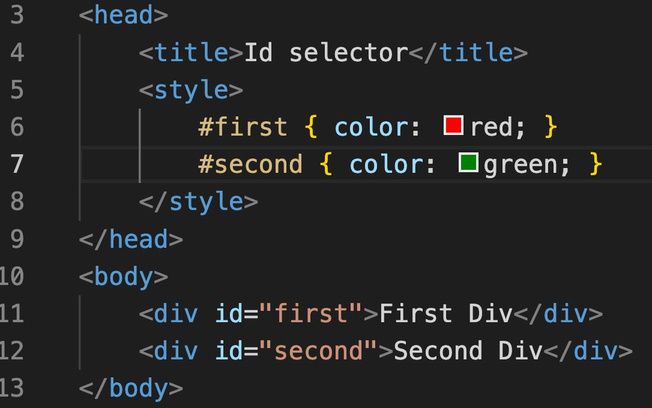 3 <head>
4 <title>Id selector</title>
5 <style>
6 #first { color: red; }
7 #second { color: green; }
8 </style>
9 </head>
10 <body>
11 <div id="first">First Div</div>
12 <div id="second">Second Div</div>
13 </body>